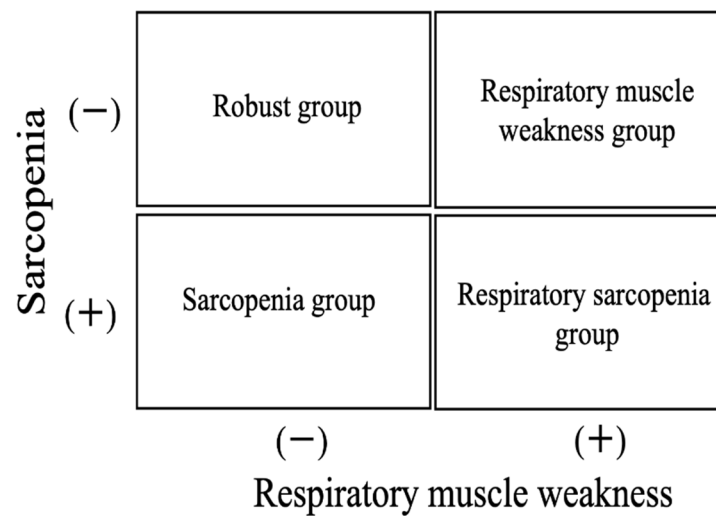 Sarcopenia
(−)
Robust group
Respiratory muscle
weakness group
(+)
Sarcopenia group
Respiratory sarcopenia
group
(−)
(+)
Respiratory muscle weakness